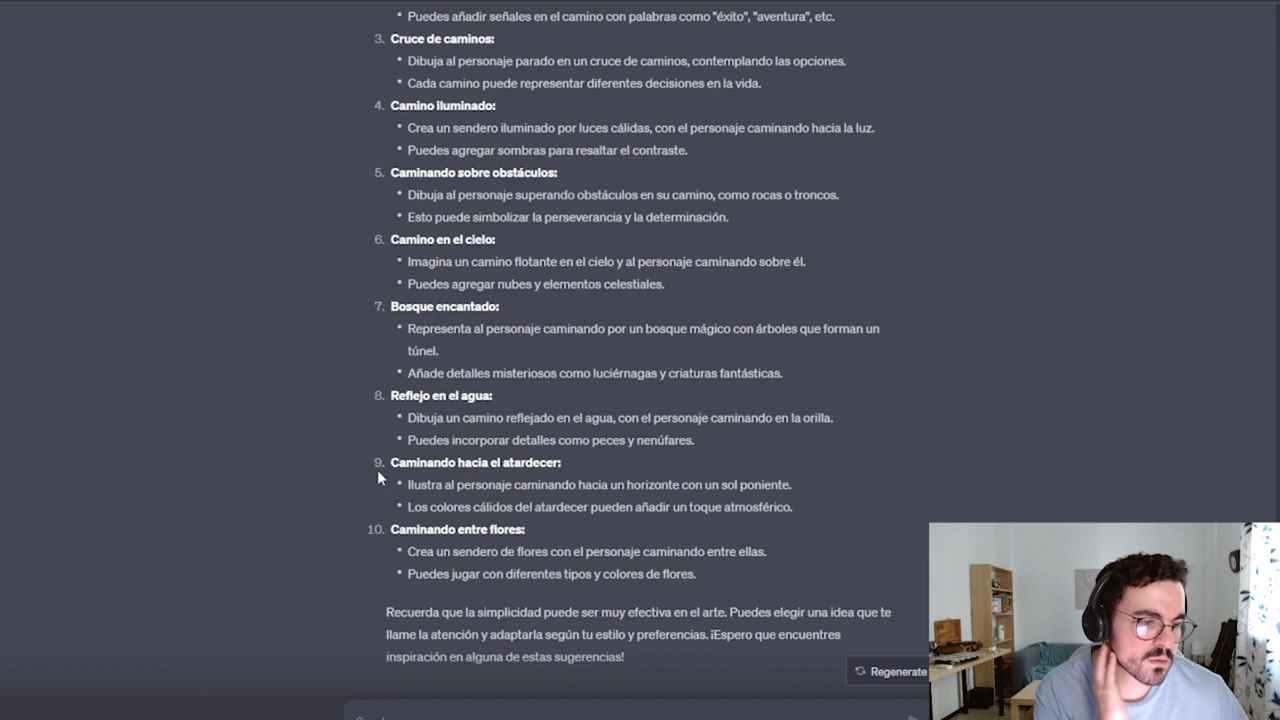 • Puedes añadir señales en el camino con palabras como "éxito", "aventura", etc.
3. Cruce de caminos:
• Dibuja al personaje parado en un cruce de caminos, contemplando las opciones.
• Cada camino puede representar diferentes decisiones en la vida.
4. Camino iluminado:
• Crea un sendero iluminado por luces cálidas, con el personaje caminando hacia la luz.
• Puedes agregar sombras para resaltar el contraste.
5. Caminando sobre obstáculos:
• Dibuja al personaje superando obstáculos en su camino, como rocas o troncos.
• Esto puede simbolizar la perseverancia y la determinación.
6. Camino en el cielo:
• Imagina un camino flotante en el cielo y al personaje caminando sobre él.
• Puedes agregar nubes y elementos celestiales.
7. Bosque encantado:
• Representa al personaje caminando por un bosque mágico con árboles que forman un
túnel.
• Añade detalles misteriosos como luciérnagas y criaturas fantásticas.
8. Reflejo en el agua:
• Dibuja un camino reflejado en el agua, con el personaje caminando en la orilla.
• Puedes incorporar detalles como peces y nenúfares.
9. Caminando hacia el atardecer:
• Ilustra al personaje caminando hacia un horizonte con un sol poniente.
• Los colores cálidos del atardecer pueden añadir un toque atmosférico.
10. Caminando entre flores:
• Crea un sendero de flores con el personaje caminando entre ellas.
• Puedes jugar con diferentes tipos y colores de flores.
Recuerda que la simplicidad puede ser muy efectiva en el arte. Puedes elegir una idea que te
llame la atención y adaptarla según tu estilo y preferencias. ¡Espero que encuentres
inspiración en alguna de estas sugerencias!
Regenerate